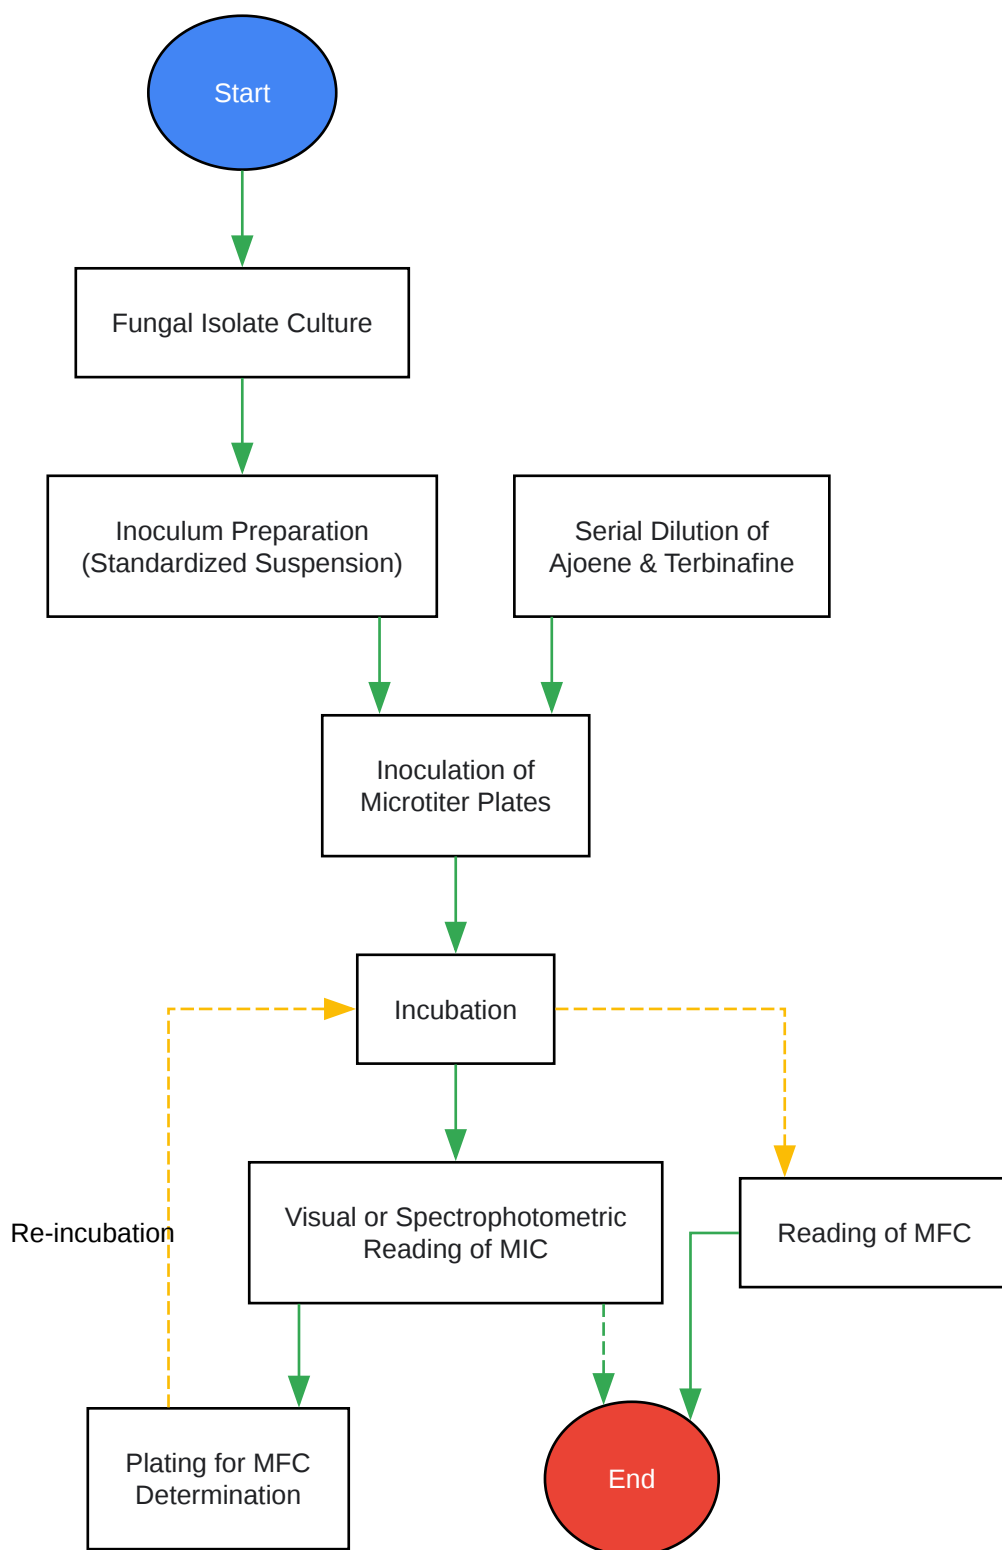 Start
Fungal Isolate Culture
Inoculum Preparation
(Standardized Suspension)
Serial Dilution of
Ajoene & Terbinafine
Inoculation of
Microtiter Plates
Incubation
Visual or Spectrophotometric
Reading of MIC
Re-incubation
Reading of MFC
Plating for MFC
Determination
End